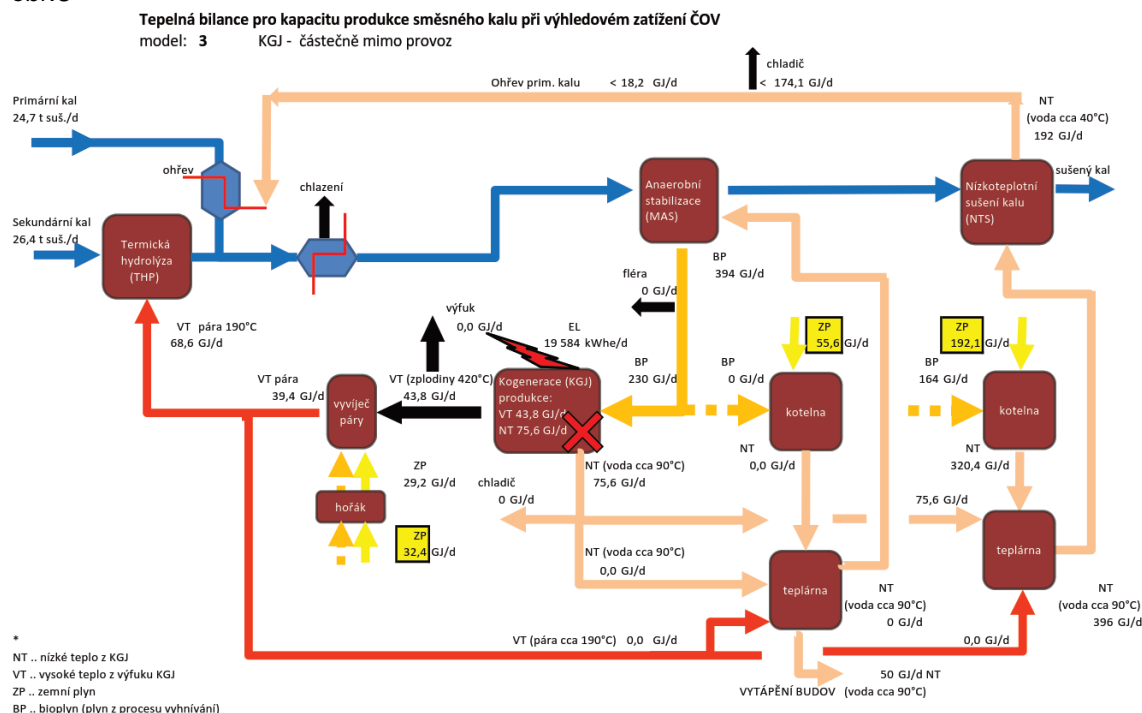 Tepelná bilance pro kapacitu produkce směsného kalu při výhledovém zatížení ČOV
model: 3 KGJ - částečně mimo provoz
chladič
Ohřev prim. kalu < 18,2 GJ/d
< 174,1 GJ/d
Primární kal
24,7 t suš./d
NT
(voda cca 40°C)
192 GJ/d
ohřev
chlazení
Anaerobní
stabilizace
(MAS)
Nízkoteplotní
sušení kalu
(NTS)
sušený kal
Sekundární kal
26,4 t suš./d
Termická
hydrolýza
(THP)
BP
394 GJ/d
fléra
0 GJ/d
výfuk
0,0 GJ/d
EL
19 584 kWhe/d
VT pára 190°C
68,6 GJ/d
ZP
55,6 GJ/d
ZP
192,1 GJ/d
BP
230 GJ/d
BP
0 GJ/d
BP
164 GJ/d
VT pára
39,4 GJ/d
VT (zplodiny 420°C)
43,8 GJ/d
vyvíječ
páry
Kogenerace (KGJ)
produkce:
VT 43,8 GJ/d
NT 75,6 GJ/d
kotelna
kotelna
NT
0,0 GJ/d
NT
320,4 GJ/d
ZP
29,2 GJ/d
NT (voda cca 90°C)
75,6 GJ/d
chladič
0 GJ/d
75,6 GJ/d
hořák
ZP
32,4 GJ/d
NT (voda cca 90°C)
0,0 GJ/d
teplárna
teplárna
NT
(voda cca 90°C)
0 GJ/d
NT
(voda cca 90°C)
396 GJ/d
VT (pára cca 190°C) 0,0 GJ/d
0,0 GJ/d
50 GJ/d NT
VYTÁPĚNÍ BUDOV (voda cca 90°C)
*
NT .. nízké teplo z KGJ
VT .. vysoké teplo z výfuku KGJ
ZP .. zemní plyn
BP .. bioplyn (plyn z procesu vyhnívání)